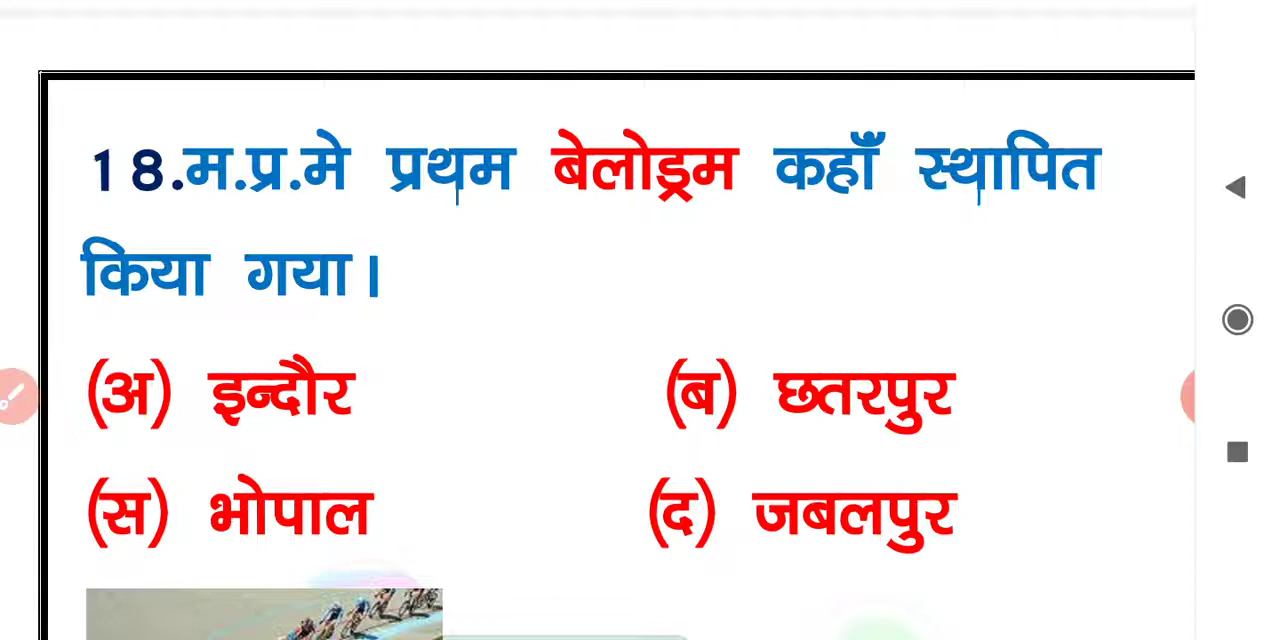 18.म.प्र.मे प्रथम बेलोड्रम कहाँ स्थापित
किया गया।
(अ) इन्दौर (ब) छतरपुर
(स) भोपाल (द) जबलपुर